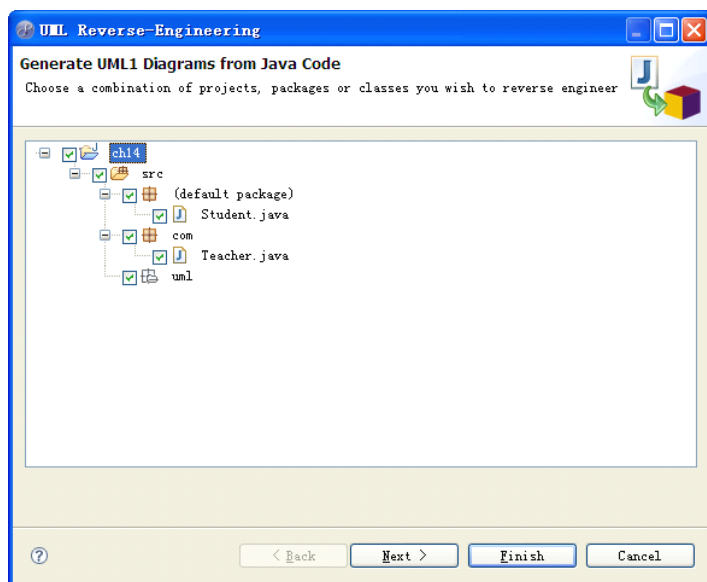 UML Reverse-Engineering
Generate UML1 Diagrams from Java Code
Choose a combination of projects, packages or classes you wish to reverse engineer
ch14
src
(default package)
Student.java
com
Teacher.java
uml
< Back Next > Finish Cancel